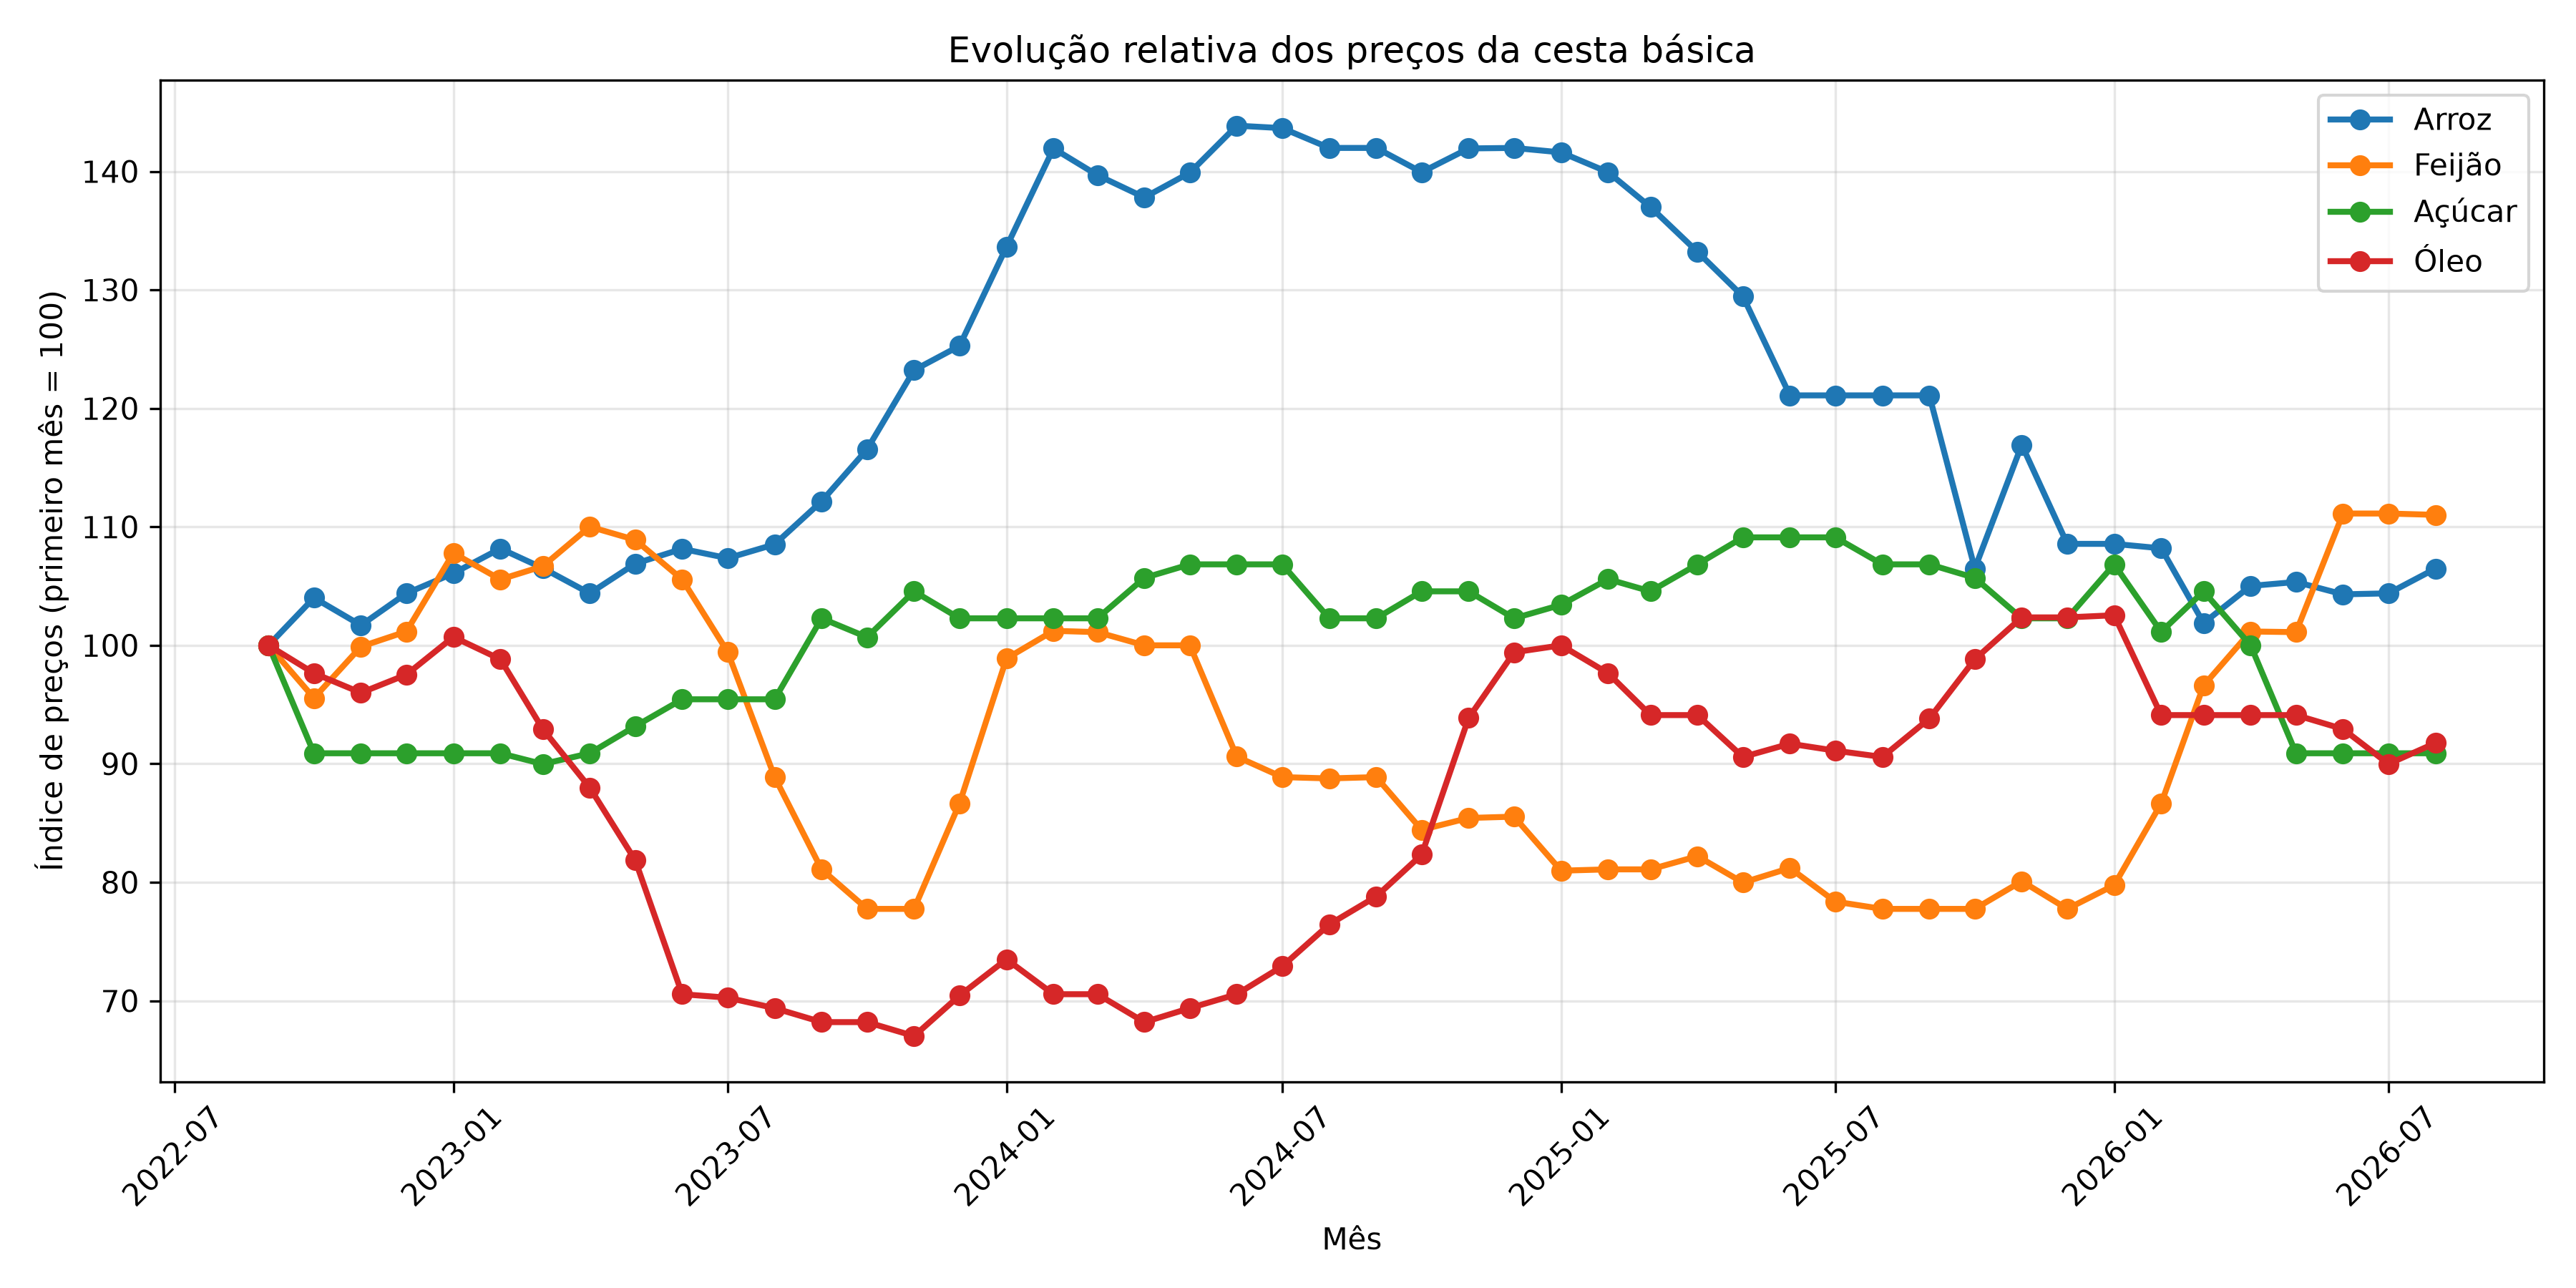 Evolução relativa dos preços da cesta básica
Índice de preços (primeiro mês = 100)
140
130
120
110
100
90
80
70
Arroz
Feijão
Açúcar
Óleo
2022-07
2023-01
2023-07
2024-01
2024-07
2025-01
2025-07
2026-01
2026-07
Mês